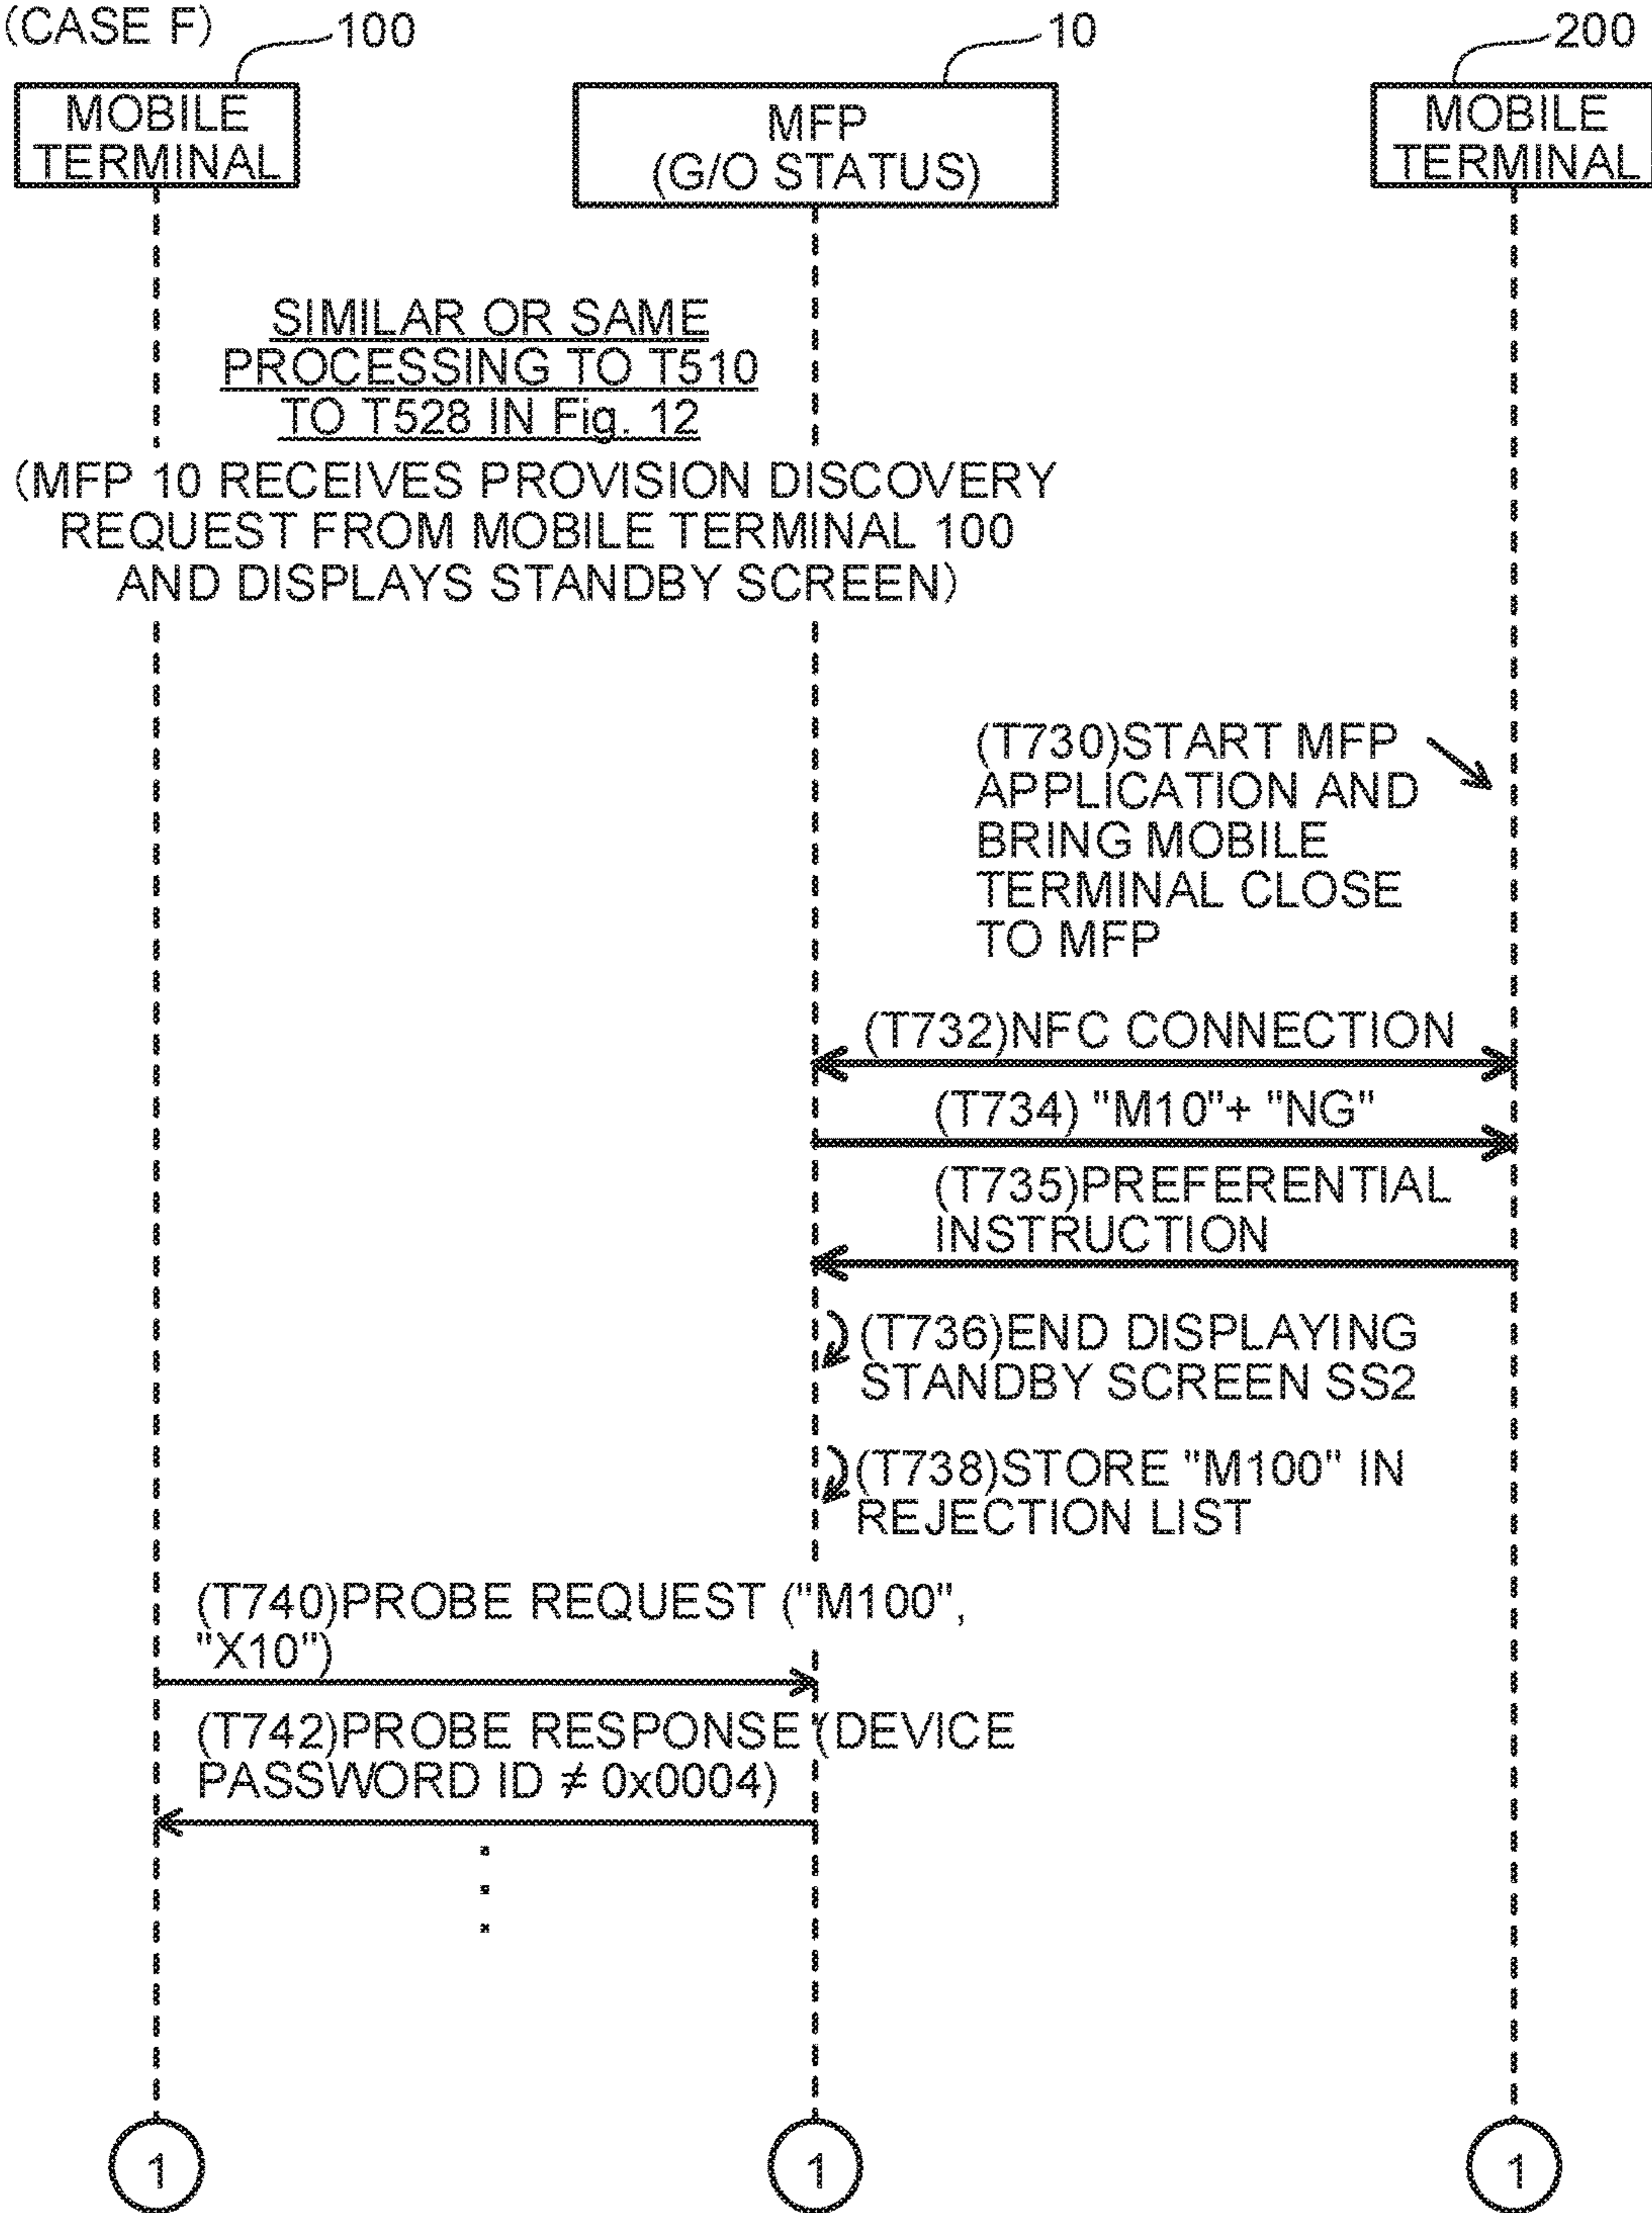 (CASE F)
100
10
200
MOBILE
TERMINAL
MFP
(G/O STATUS)
MOBILE
TERMINAL
SIMILAR OR SAME
PROCESSING TO T510
TO T528 IN Fig. 12
(MFP 10 RECEIVES PROVISION DISCOVERY
REQUEST FROM MOBILE TERMINAL 100
AND DISPLAYS STANDBY SCREEN)
(T730)START MFP
APPLICATION AND
BRING MOBILE
TERMINAL CLOSE
TO MFP
(T732)NFC CONNECTION
(T734) "M10"+ "NG"
(T735)PREFERENTIAL
INSTRUCTION
(T736)END DISPLAYING
STANDBY SCREEN SS2
(T738)STORE "M100" IN
REJECTION LIST
(T740)PROBE REQUEST ("M100",
"X10")
(T742)PROBE RESPONSE (DEVICE
PASSWORD ID ≠ 0x0004)
1
1
1